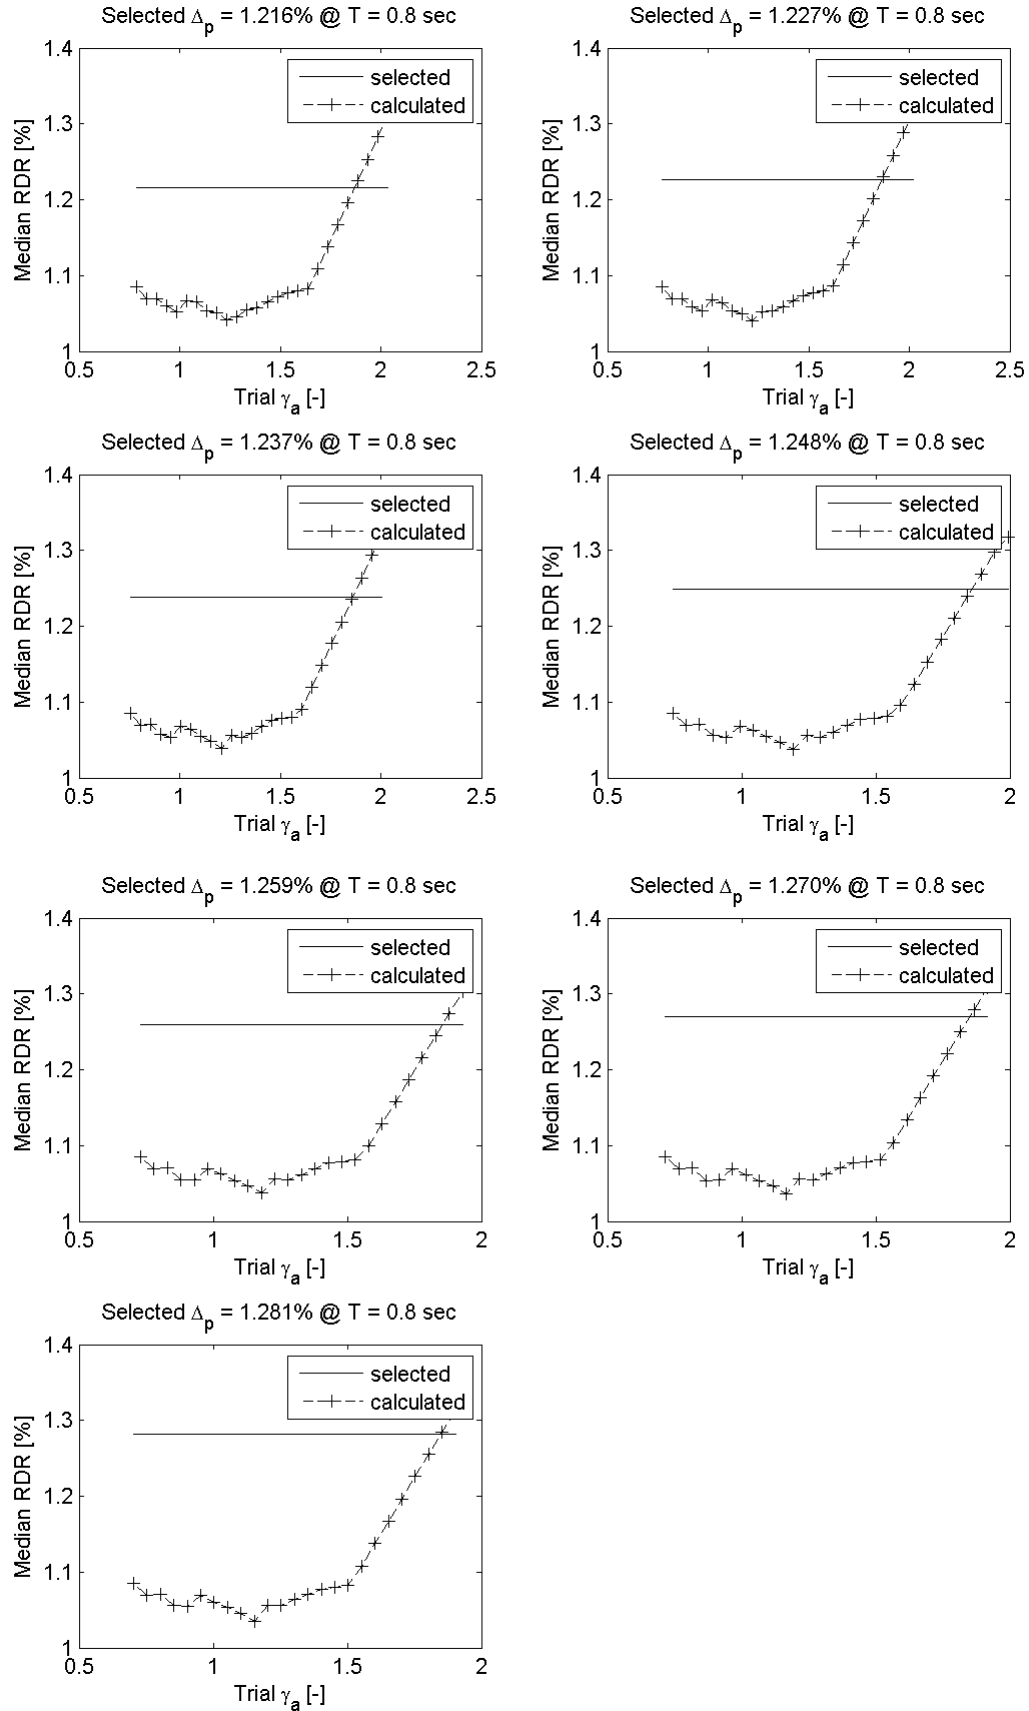 Selected Δp = 1.216% @ T = 0.8 sec
1.4
1.3
1.2
1.1
1
Median RDR [%]
selected
calculated
0.5 1 1.5 2 2.5
Trial γa [-]
Selected Δp = 1.227% @ T = 0.8 sec
1.4
1.3
1.2
1.1
1
Median RDR [%]
selected
calculated
0.5 1 1.5 2 2.5
Trial γa [-]
Selected Δp = 1.237% @ T = 0.8 sec
1.4
1.3
1.2
1.1
1
Median RDR [%]
selected
calculated
0.5 1 1.5 2 2.5
Trial γa [-]
Selected Δp = 1.248% @ T = 0.8 sec
1.4
1.3
1.2
1.1
1
Median RDR [%]
selected
calculated
0.5 1 1.5 2
Trial γa [-]
Selected Δp = 1.259% @ T = 0.8 sec
1.4
1.3
1.2
1.1
1
Median RDR [%]
selected
calculated
0.5 1 1.5 2
Trial γa [-]
Selected Δp = 1.270% @ T = 0.8 sec
1.4
1.3
1.2
1.1
1
Median RDR [%]
selected
calculated
0.5 1 1.5 2
Trial γa [-]
Selected Δp = 1.281% @ T = 0.8 sec
1.4
1.3
1.2
1.1
1
Median RDR [%]
selected
calculated
0.5 1 1.5 2
Trial γa [-]